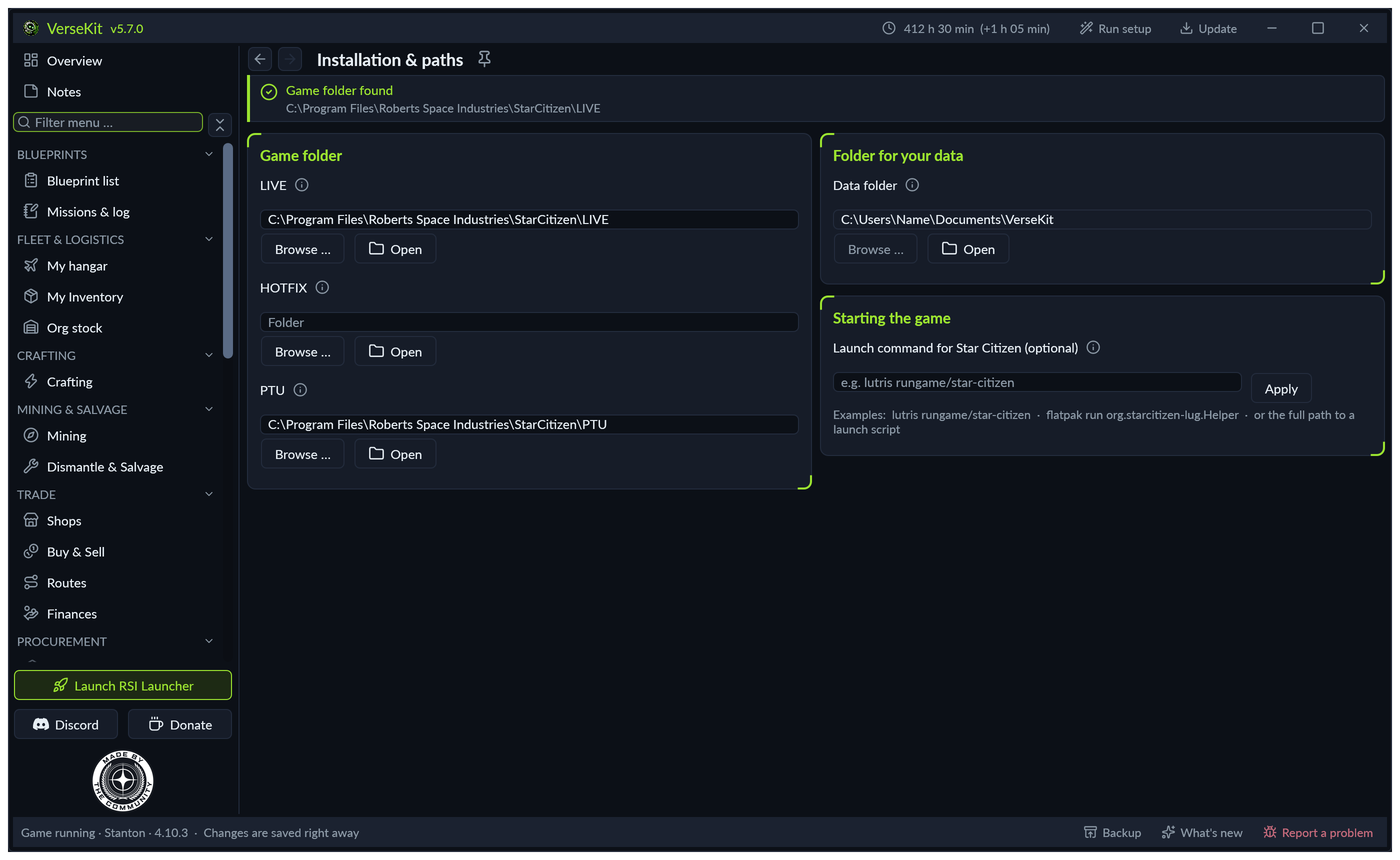 VerseKit v5.7.0
412 h 30 min (+1 h 05 min)
Run setup
Update
Overview
Notes
Filter menu ...
BLUEPRINTS
Blueprint list
Missions & log
FLEET & LOGISTICS
My hangar
My Inventory
Org stock
CRAFTING
Crafting
MINING & SALVAGE
Mining
Dismantle & Salvage
TRADE
Shops
Buy & Sell
Routes
Finances
PROCUREMENT
Launch RSI Launcher
Discord
Donate
MADE BY
THE COMMUNITY
Installation & paths
Game folder found
C:\Program Files\Roberts Space Industries\StarCitizen\LIVE
Game folder
LIVE
C:\Program Files\Roberts Space Industries\StarCitizen\LIVE
Browse ...
Open
HOTFIX
Folder
Browse ...
Open
PTU
C:\Program Files\Roberts Space Industries\StarCitizen\PTU
Browse ...
Open
Folder for your data
Data folder
C:\Users\Name\Documents\VerseKit
Browse ...
Open
Starting the game
Launch command for Star Citizen (optional)
e.g. lutris rungame/star-citizen
Apply
Examples: lutris rungame/star-citizen · flatpak run org.starcitizen-lug.Helper · or the full path to a
launch script
Game running · Stanton · 4.10.3 · Changes are saved right away
Backup
What's new
Report a problem